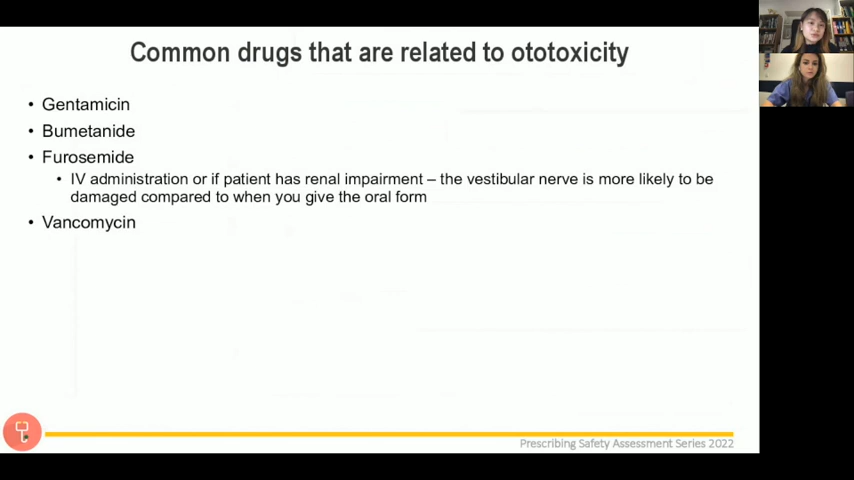 Common drugs that are related to ototoxicity
• Gentamicin
• Bumetanide
• Furosemide
• IV administration or if patient has renal impairment – the vestibular nerve is more likely to be
damaged compared to when you give the oral form
• Vancomycin
Prescribing Safety Assessment Series 2022